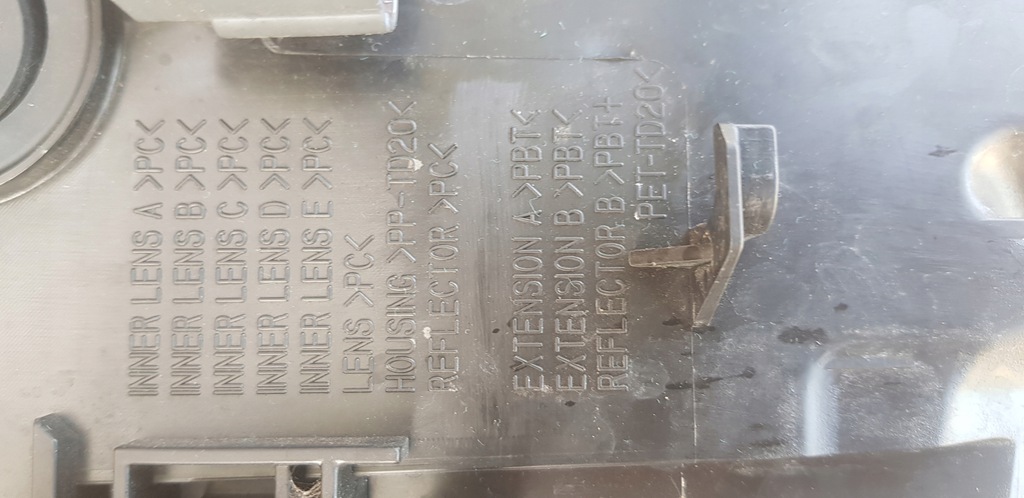 INNER LENS A >PC<
INNER LENS B >PC<
INNER LENS C >PC<
INNER LENS D >PC<
INNER LENS E >PC<
LENS >PC<
HOUSING >PP-TD20<
REFLECTOR >PC<
EXTENSION A >PBT<
EXTENSION B >PBT<
REFLECTOR B >PBT+
PET-TD20<